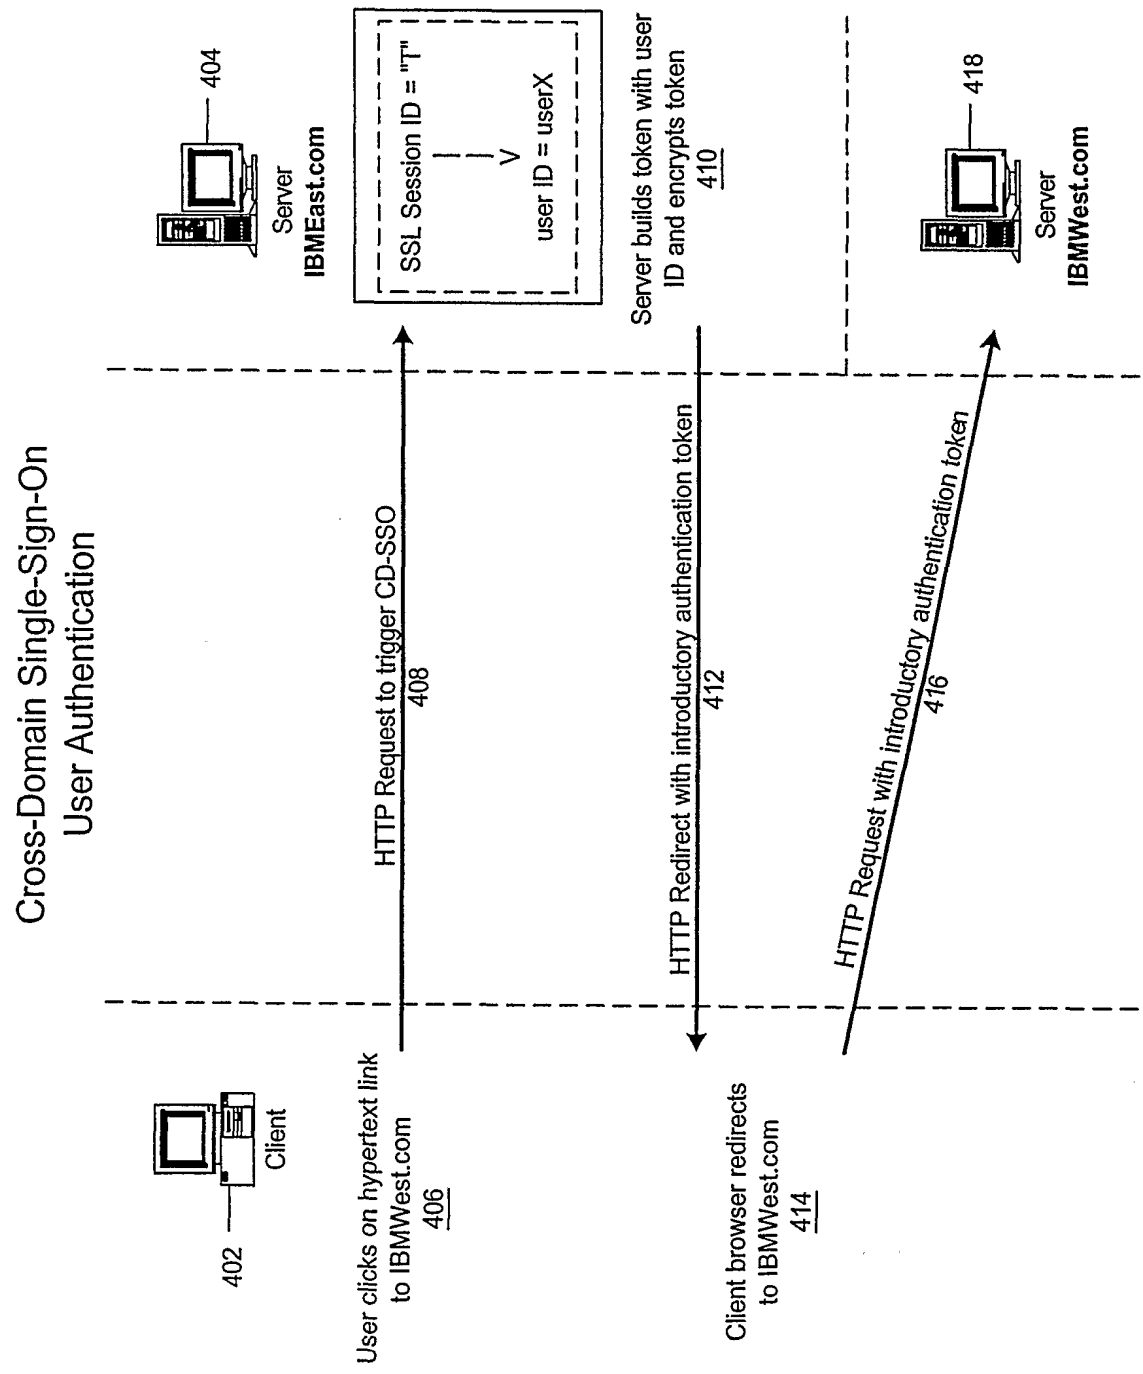 Cross-Domain Single-Sign-On
User Authentication
402
Client
404
Server
IBMEast.com
User clicks on hypertext link
to IBMWest.com
406
HTTP Request to trigger CD-SSO
408
SSL Session ID = "T"
V
user ID = userX
Server builds token with user
ID and encrypts token
410
HTTP Redirect with introductory authentication token
412
Client browser redirects
to IBMWest.com
414
HTTP Request with introductory authentication token
416
418
Server
IBMWest.com